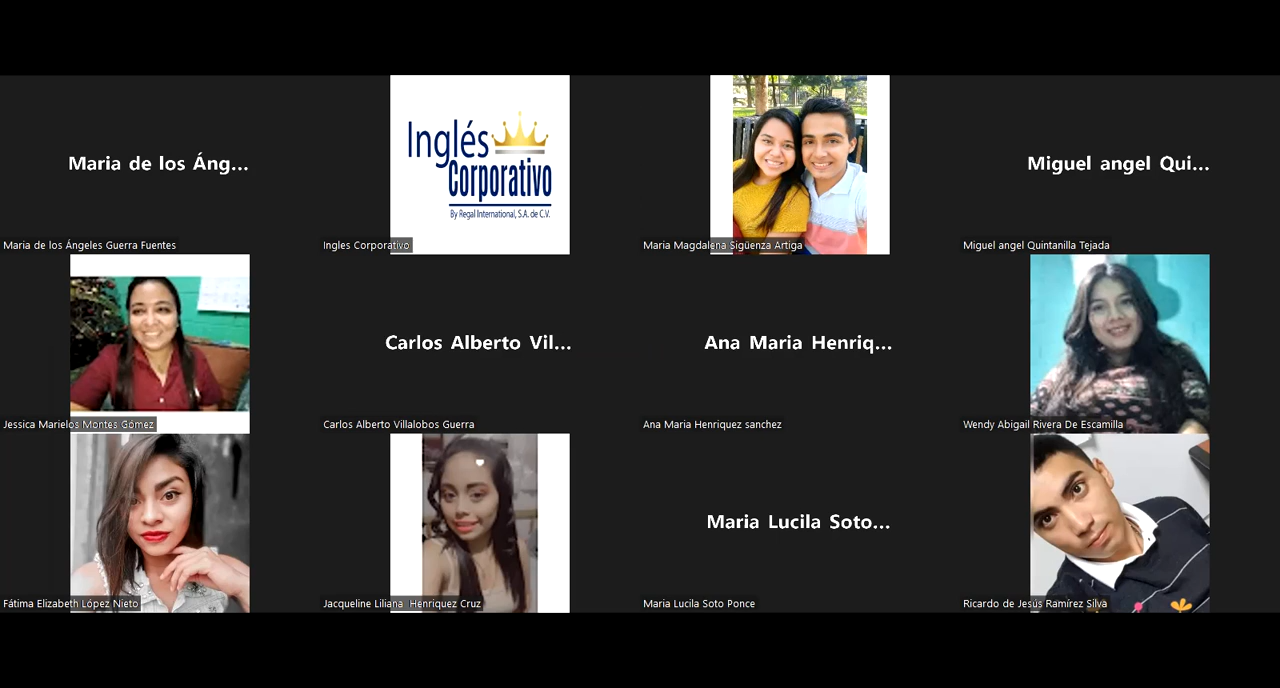 Maria de los Áng...
Inglés
Corporativo
By Regal International, S.A. de C.V.
Miguel angel Qui...
Maria de los Ángeles Guerra Fuentes
Ingles Corporativo
Maria Magdalena Sigüenza Artiga
Miguel angel Quintanilla Tejada
Carlos Alberto Vil...
Ana Maria Henriq...
Jessica Marielos Montes Gómez
Carlos Alberto Villalobos Guerra
Ana Maria Henriquez sanchez
Wendy Abigail Rivera De Escamilla
Maria Lucila Soto...
Fátima Elizabeth López Nieto
Jacqueline Liliana Henriquez Cruz
Maria Lucila Soto Ponce
Ricardo de Jesús Ramírez Silva